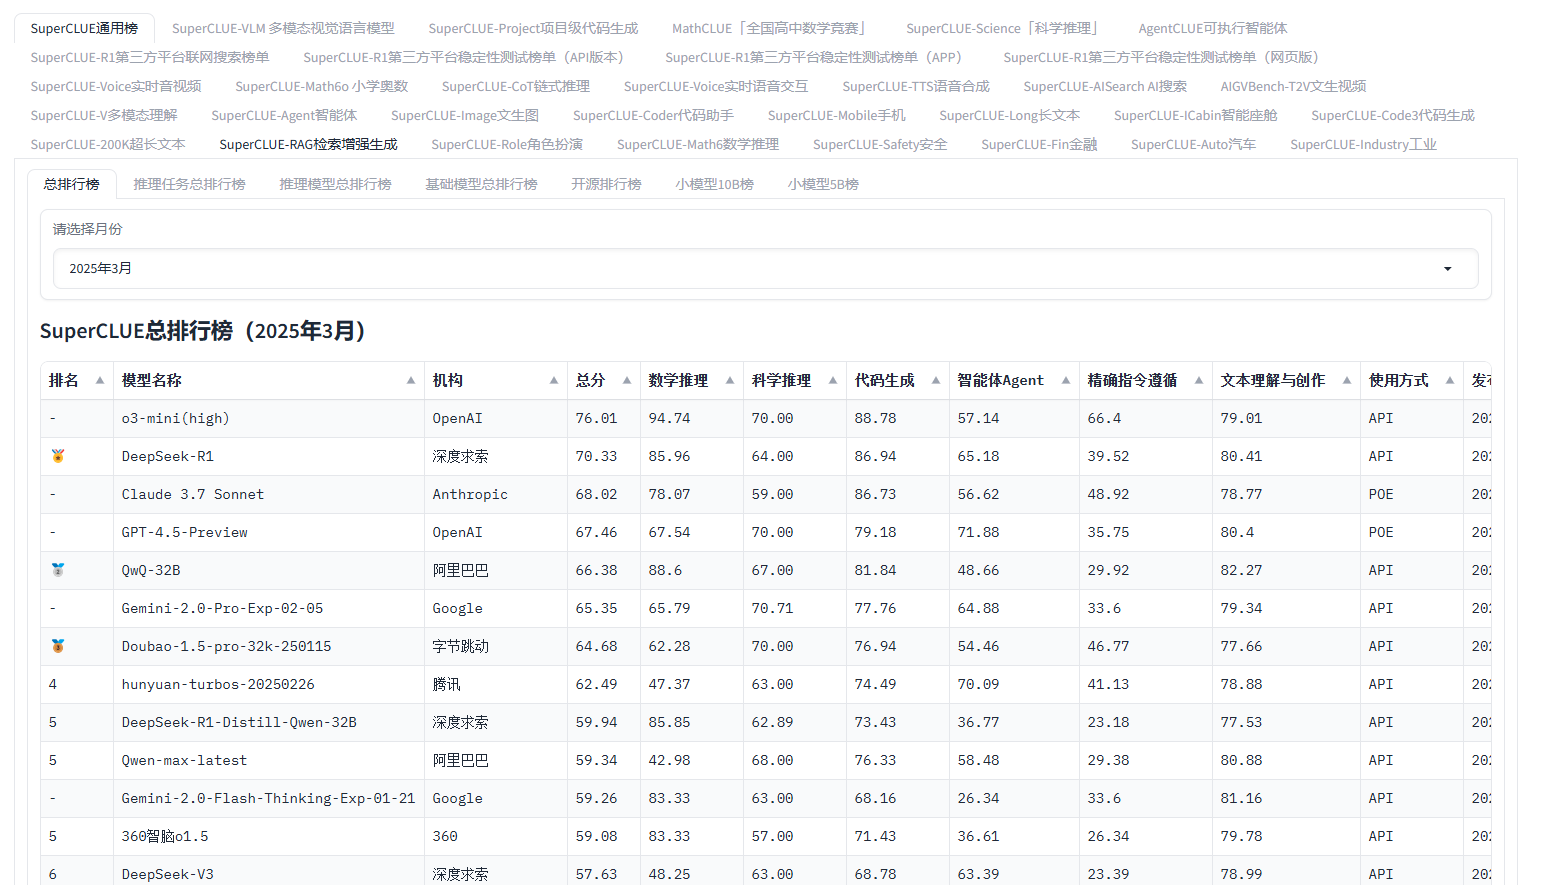 SuperCLUE通用榜 SuperCLUE-VLM 多模态视觉语言模型 SuperCLUE-Project项目级代码生成 MathCLUE「全国高中数学竞赛」 SuperCLUE-Science「科学推理」 AgentCLUE可执行智能体
SuperCLUE-R1第三方平台联网搜索榜单 SuperCLUE-R1第三方平台稳定性测试榜单（API版本） SuperCLUE-R1第三方平台稳定性测试榜单（APP） SuperCLUE-R1第三方平台稳定性测试榜单（网页版）
SuperCLUE-Voice实时音视频 SuperCLUE-Math6o 小学奥数 SuperCLUE-CoT链式推理 SuperCLUE-Voice实时语音交互 SuperCLUE-TTS语音合成 SuperCLUE-AISearch AI搜索 AIGVBench-T2V文生视频
SuperCLUE-V多模态理解 SuperCLUE-Agent智能体 SuperCLUE-Image文生图 SuperCLUE-Coder代码助手 SuperCLUE-Mobile手机 SuperCLUE-Long长文本 SuperCLUE-ICabin智能座舱 SuperCLUE-Code3代码生成
SuperCLUE-200K超长文本 SuperCLUE-RAG检索增强生成 SuperCLUE-Role角色扮演 SuperCLUE-Math6数学推理 SuperCLUE-Safety安全 SuperCLUE-Fin金融 SuperCLUE-Auto汽车 SuperCLUE-Industry工业
总排行榜 推理任务总排行榜 推理模型总排行榜 基础模型总排行榜 开源排行榜 小模型10B榜 小模型5B榜
请选择月份
2025年3月
SuperCLUE总排行榜（2025年3月）
排名 模型名称 机构 总分 数学推理 科学推理 代码生成 智能体Agent 精确指令遵循 文本理解与创作 使用方式 发
- o3-mini(high) OpenAI 76.01 94.74 70.00 88.78 57.14 66.4 79.01 API 202
DeepSeek-R1 深度求索 70.33 85.96 64.00 86.94 65.18 39.52 80.41 API 202
- Claude 3.7 Sonnet Anthropic 68.02 78.07 59.00 86.73 56.62 48.92 78.77 POE 202
- GPT-4.5-Preview OpenAI 67.46 67.54 70.00 79.18 71.88 35.75 80.4 POE 202
QwQ-32B 阿里巴巴 66.38 88.6 67.00 81.84 48.66 29.92 82.27 API 202
- Gemini-2.0-Pro-Exp-02-05 Google 65.35 65.79 70.71 77.76 64.88 33.6 79.34 API 202
Doubao-1.5-pro-32k-250115 字节跳动 64.68 62.28 70.00 76.94 54.46 46.77 77.66 API 202
4 hunyuan-turbos-20250226 腾讯 62.49 47.37 63.00 74.49 70.09 41.13 78.88 API 202
5 DeepSeek-R1-Distill-Qwen-32B 深度求索 59.94 85.85 62.89 73.43 36.77 23.18 77.53 API 202
5 Qwen-max-latest 阿里巴巴 59.34 42.98 68.00 76.33 58.48 29.38 80.88 API 202
- Gemini-2.0-Flash-Thinking-Exp-01-21 Google 59.26 83.33 63.00 68.16 26.34 33.6 81.16 API 202
5 360智脑o1.5 360 59.08 83.33 57.00 71.43 36.61 26.34 79.78 API 202
6 DeepSeek-V3 深度求索 57.63 48.25 63.00 68.78 63.39 23.39 78.99 API 202